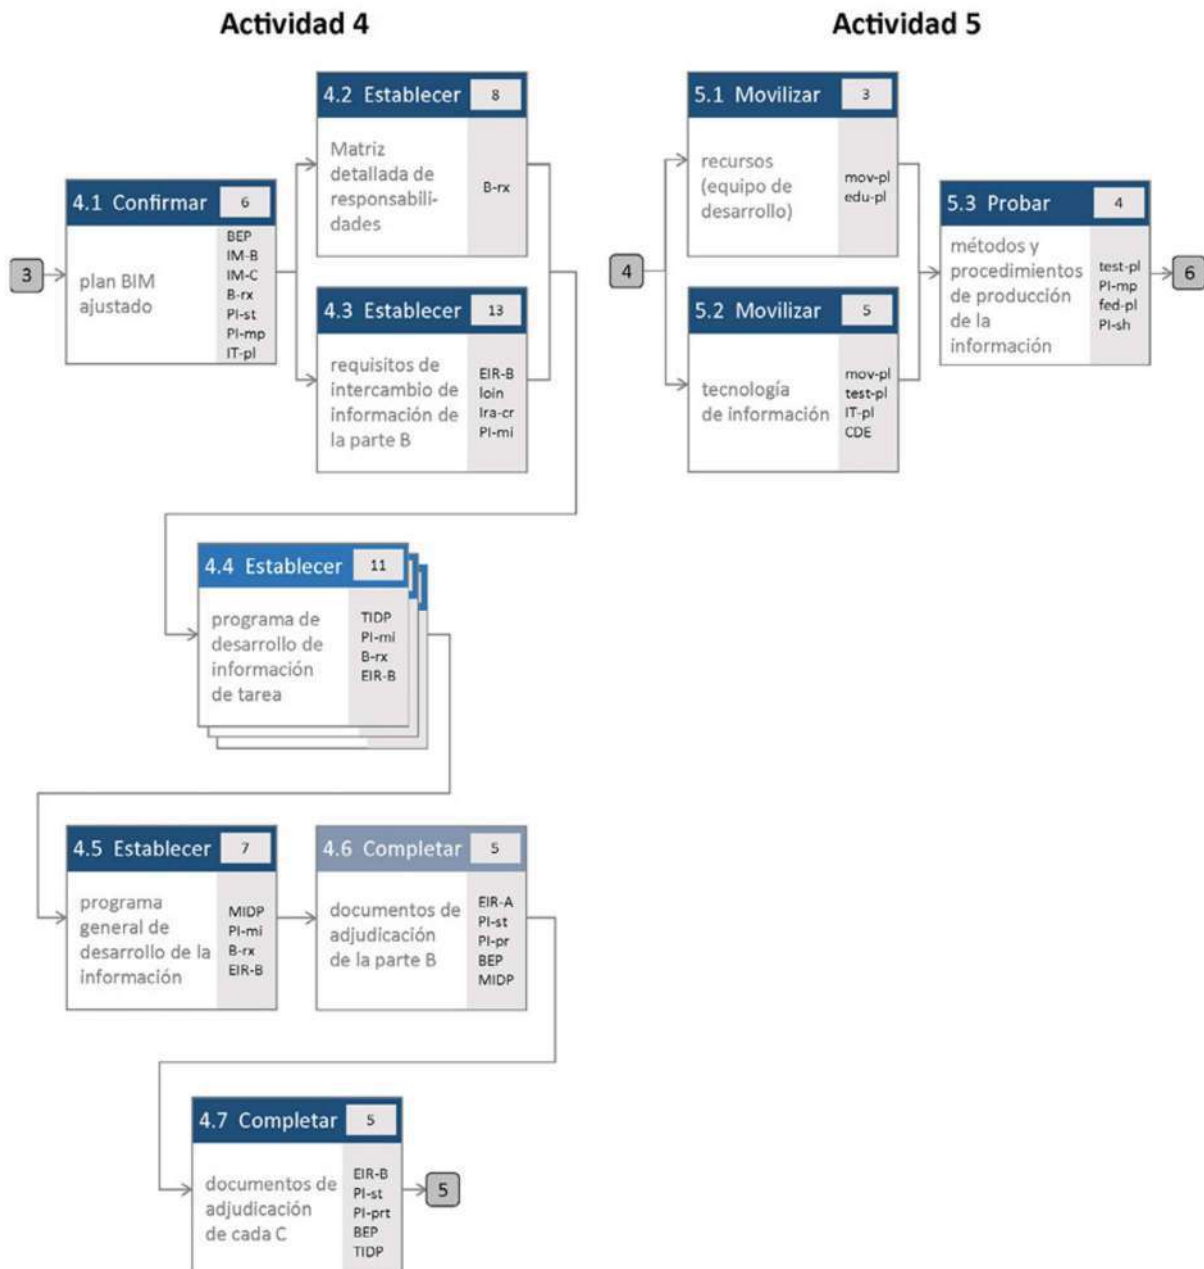 Actividad 4
3
4.1 Confirmar 6
plan BIM
ajustado
BEP
IM-B
IM-C
B-rx
PI-st
PI-mp
IT-pl
4.2 Establecer 8
Matriz
detallada de
responsabili-
dades
B-rx
4.3 Establecer 13
requisitos de
intercambio de
información de
la parte B
EIR-B
loin
Ira-cr
PI-mi
4.4 Establecer 11
programa de
desarrollo de
información
de tarea
TIDP
PI-mi
B-rx
EIR-B
4.5 Establecer 7
programa
general de
desarrollo de la
información
MIDP
PI-mi
B-rx
EIR-B
4.6 Completar 5
documentos de
adjudicación
de la parte B
EIR-A
PI-st
PI-pr
BEP
MIDP
4.7 Completar 5
documentos de
adjudicación
de cada C
EIR-B
PI-st
PI-prt
BEP
TIDP
5
Actividad 5
4
5.1 Movilizar 3
recursos
(equipo de
desarrollo)
mov-pl
edu-pl
5.2 Movilizar 5
tecnología
de información
mov-pl
test-pl
IT-pl
CDE
5.3 Probar 4
métodos y
procedimientos
de producción
de la
información
test-pl
PI-mp
fed-pl
PI-sh
6